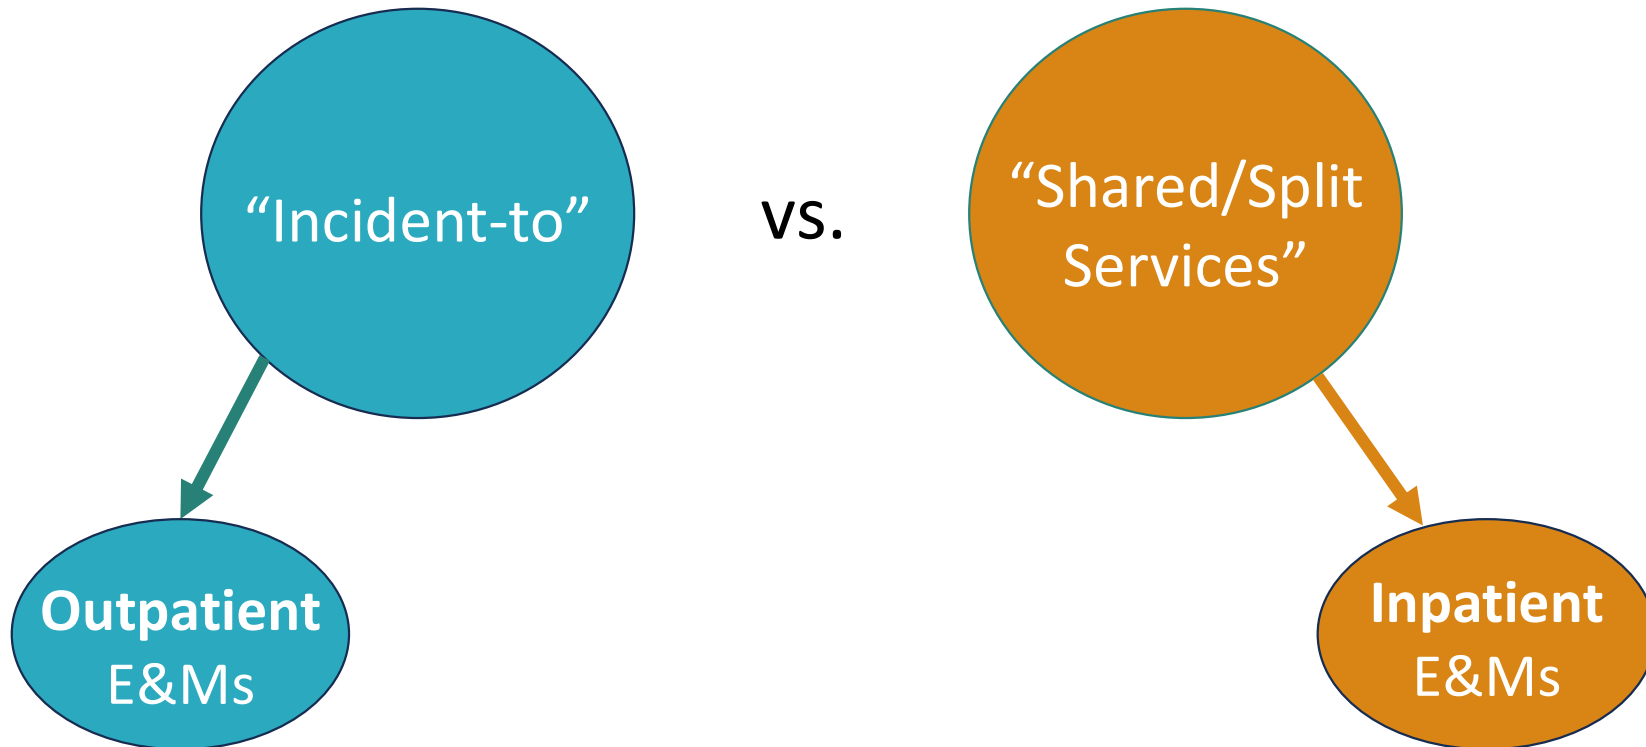 “Incident-to”
vs.
“Shared/Split
Services”
Outpatient
E&Ms
Inpatient
E&Ms